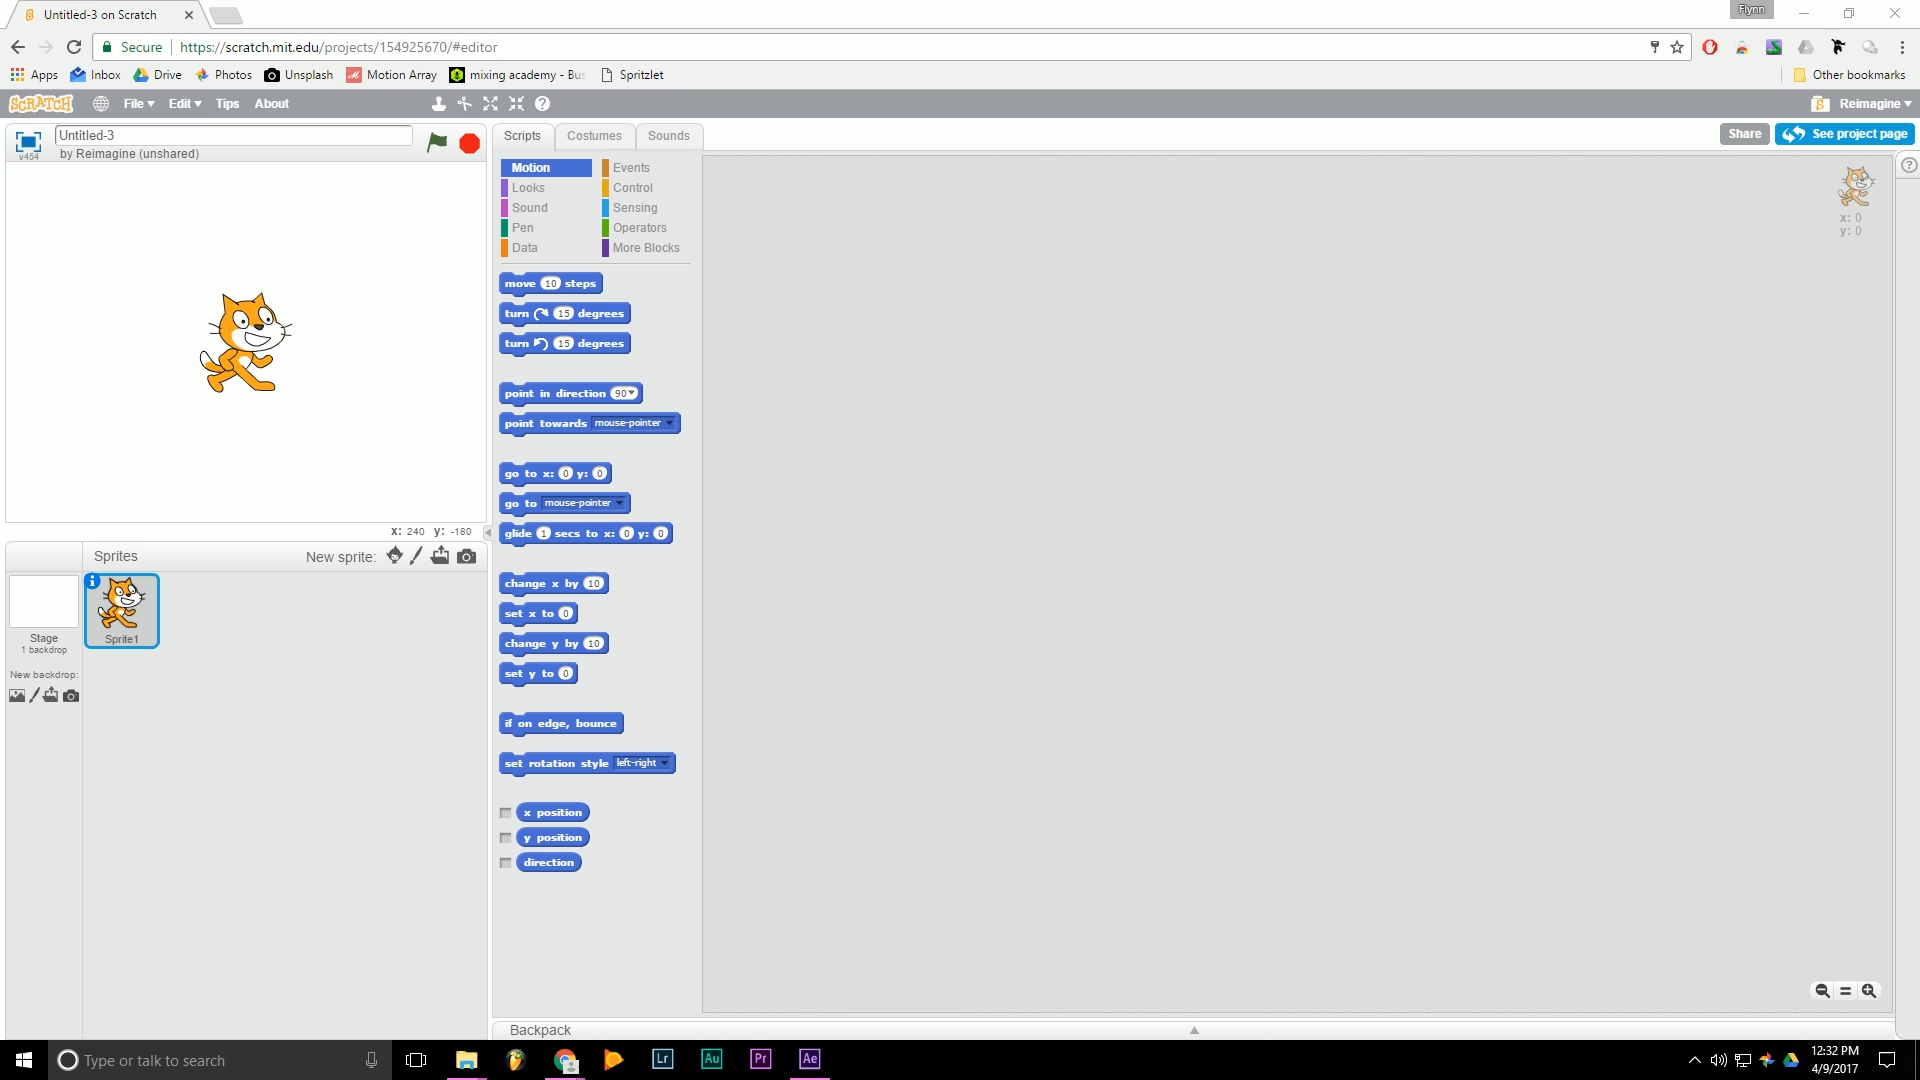 Untitled-3 on Scratch
Flynn
Secure https://scratch.mit.edu/projects/154925670/#editor
Apps Inbox Drive Photos Unsplash Motion Array mixing academy - Bus Spritzlet Other bookmarks
SCRATCH File Edit Tips About Reimagine
v454 Untitled-3
by Reimagine (unshared)
Scripts Costumes Sounds Share See project page
Motion Events
Looks Control
Sound Sensing
Pen Operators
Data More Blocks
x: 0
y: 0
move 10 steps
turn 15 degrees
turn 15 degrees
point in direction 90
point towards mouse-pointer
go to x: 0 y: 0
go to mouse-pointer
glide 1 secs to x: 0 y: 0
change x by 10
set x to 0
change y by 10
set y to 0
if on edge, bounce
set rotation style left-right
x position
y position
direction
x: 240 y: -180
Sprites New sprite:
Sprite1
Stage
1 backdrop
New backdrop:
Backpack
Type or talk to search
Lr Au Pr Ae
12:32 PM
4/9/2017